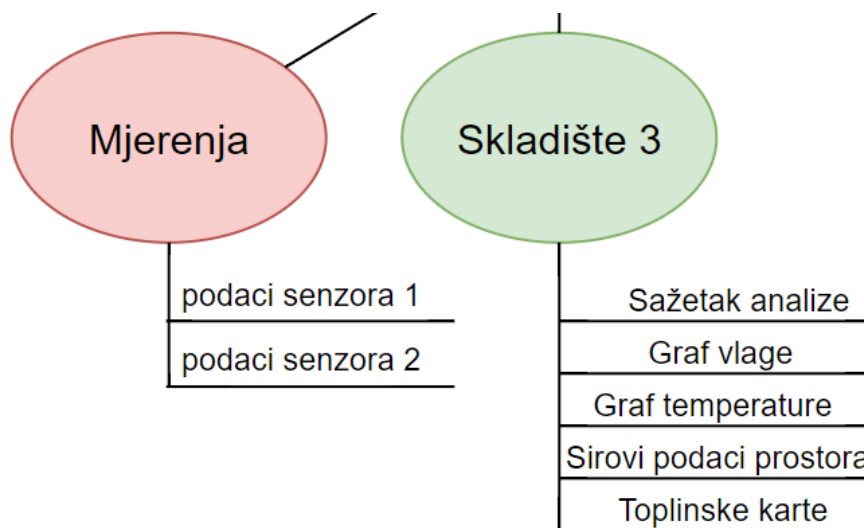 Mjerenja
podaci senzora 1
podaci senzora 2
Skladište 3
Sažetak analize
Graf vlage
Graf temperature
Sirovi podaci prostora
Toplinske karte